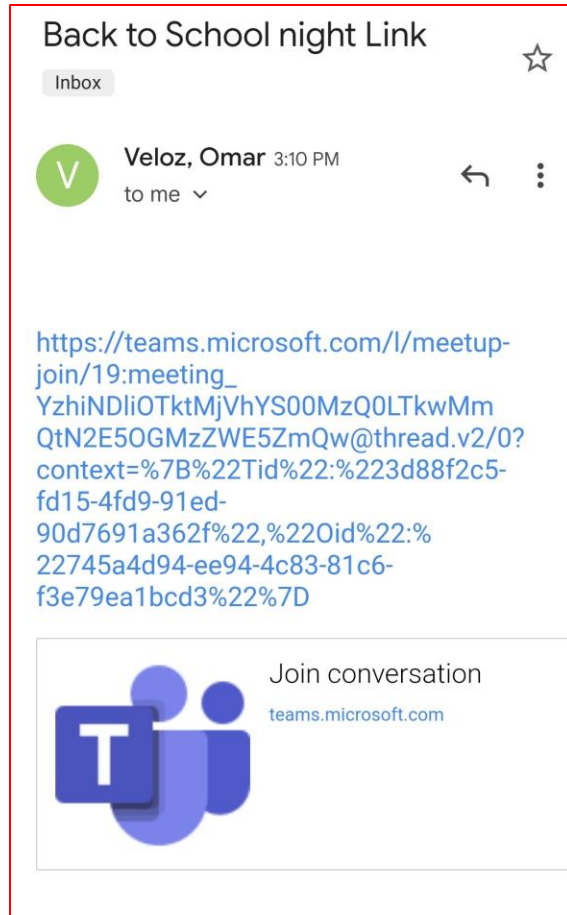 Back to School night Link
Inbox
V
Veloz, Omar 3:10 PM
to me
https://teams.microsoft.com/l/meetup-
join/19:meeting_
YzhiNDliOTktMjVhYS00MzQ0LTkwMm
QtN2E5OGMzZWE5ZmQw@thread.v2/0?
context=%7B%22Tid%22:%223d88f2c5-
fd15-4fd9-91ed-
90d7691a362f%22,%22Oid%22:%
22745a4d94-ee94-4c83-81c6-
f3e79ea1bcd3%22%7D
Join conversation
teams.microsoft.com
T